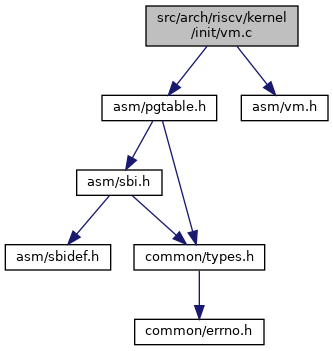 src/arch/riscv/kernel
/init/vm.c
asm/pgtable.h
asm/vm.h
asm/sbi.h
asm/sbidef.h
common/types.h
common/errno.h